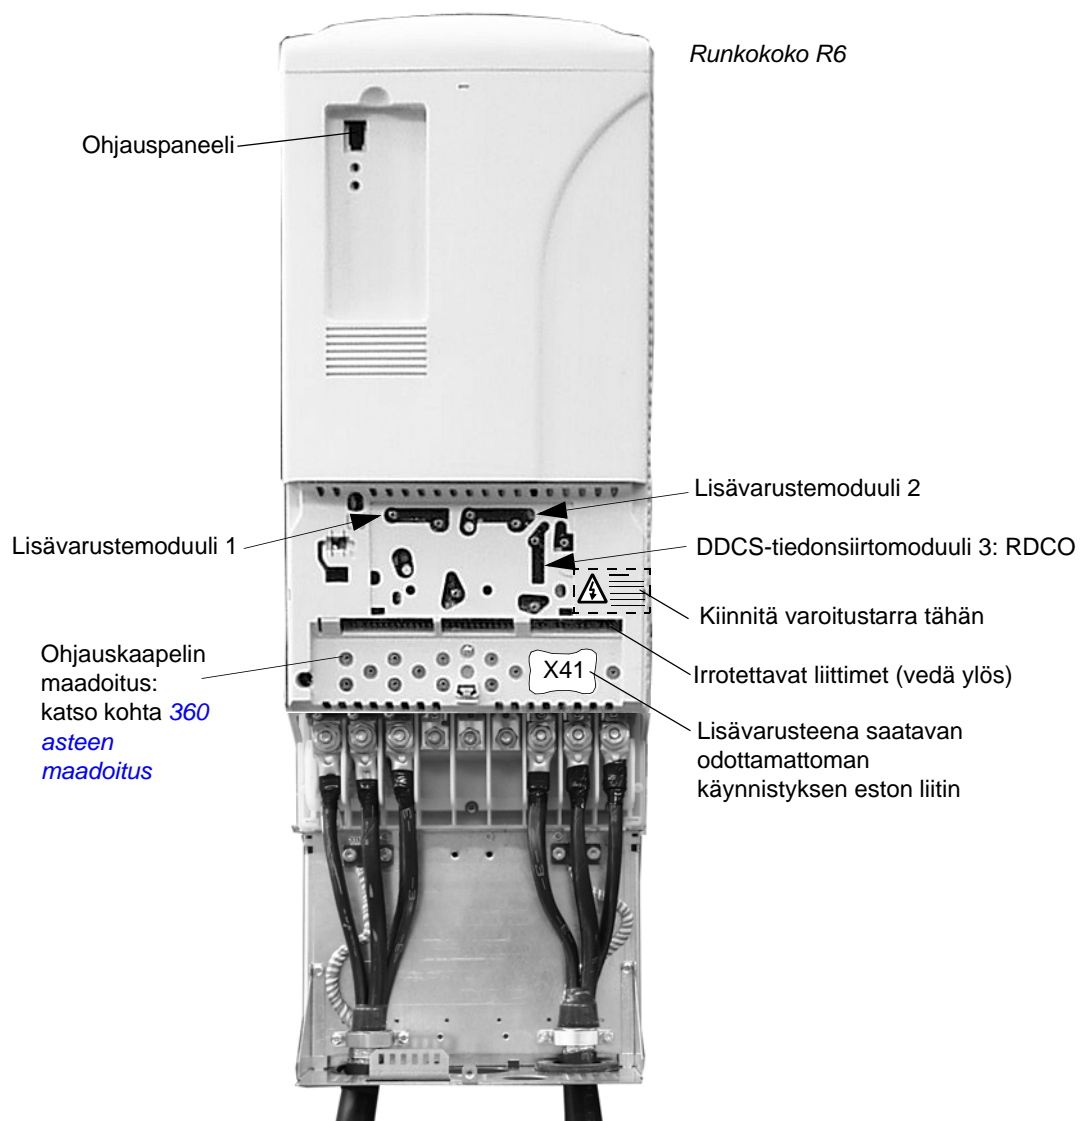 Runkokoko R6
Ohjauspaneeli
Lisävarustemoduuli 2
Lisävarustemoduuli 1
DDCS-tiedonsiirtomoduuli 3: RDCO
Kiinnitä varoitustarra tähän
Ohjauskaapelin
maadoitus:
katso kohta 360
asteen
maadoitus
X41
Irrotettavat liittimet (vedä ylös)
Lisävarusteena saatavan
odottamattoman
käynnistyksen eston liitin